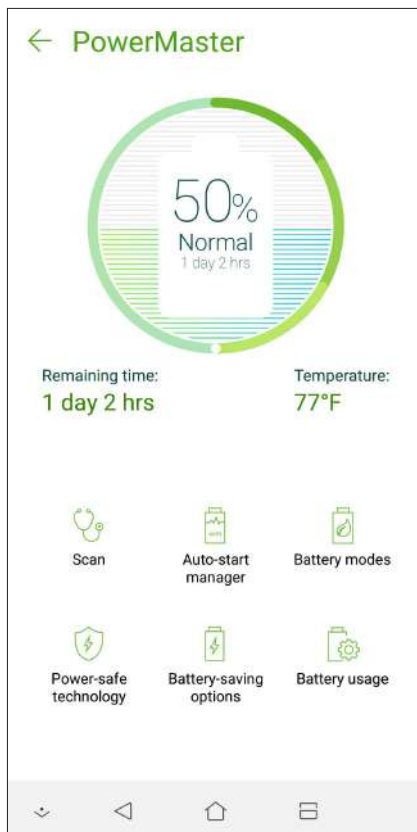 PowerMaster
50%
Normal
1 day 2 hrs
Remaining time:
1 day 2 hrs
Temperature:
77°F
Scan
Auto-start
manager
Battery modes
Power-safe
technology
Battery-saving
options
Battery usage